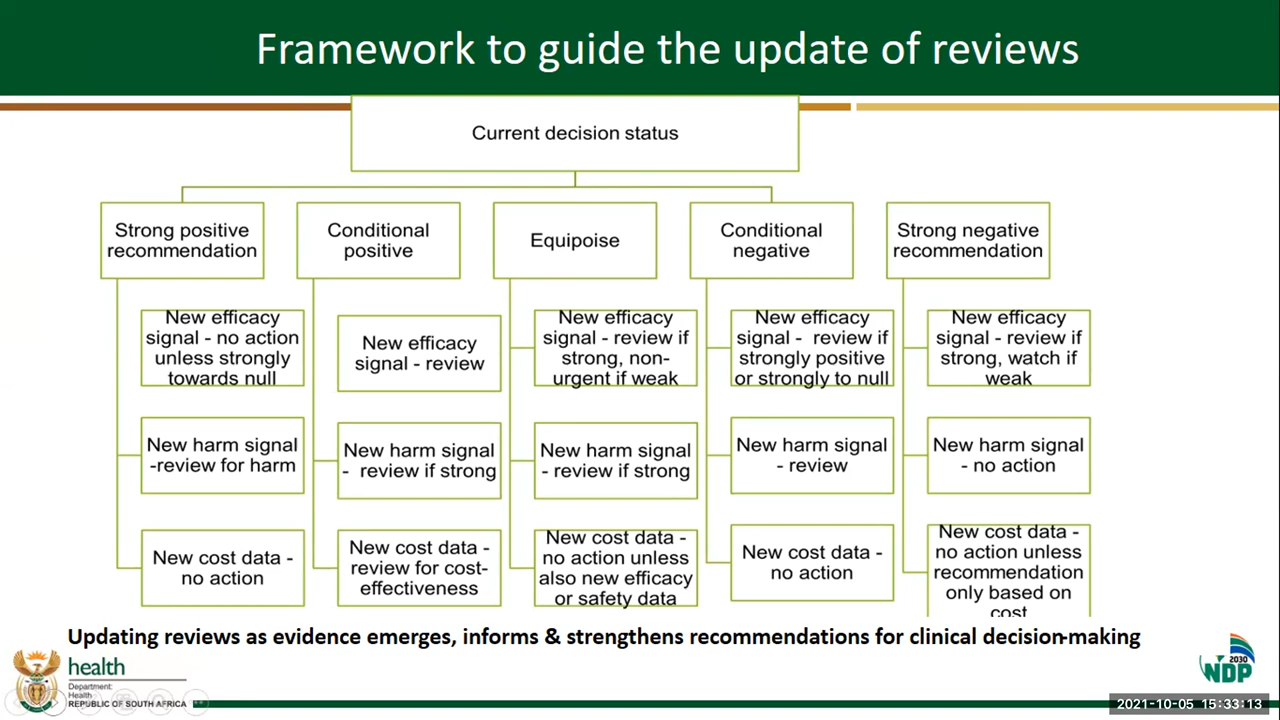 Framework to guide the update of reviews
Current decision status
Strong positive
recommendation
Conditional
positive
Equipoise
Conditional
negative
Strong negative
recommendation
New efficacy
signal - no action
unless strongly
towards null
New efficacy
signal - review
New efficacy
signal - review if
strong, non-
urgent if weak
New efficacy
signal - review if
strongly positive
or strongly to null
New efficacy
signal - review if
strong, watch if
weak
New harm signal
-review for harm
New harm signal
- review if strong
New harm signal
- review if strong
New harm signal
- review
New harm signal
- no action
New cost data -
no action
New cost data -
review for cost-
effectiveness
New cost data -
no action unless
also new efficacy
or safety data
New cost data -
no action
New cost data -
no action unless
recommendation
only based on
cost
Updating reviews as evidence emerges, informs & strengthens recommendations for clinical decision-making
health
Department:
Health
REPUBLIC OF SOUTH AFRICA
2030
NDP
2021-10-05 15:33:13